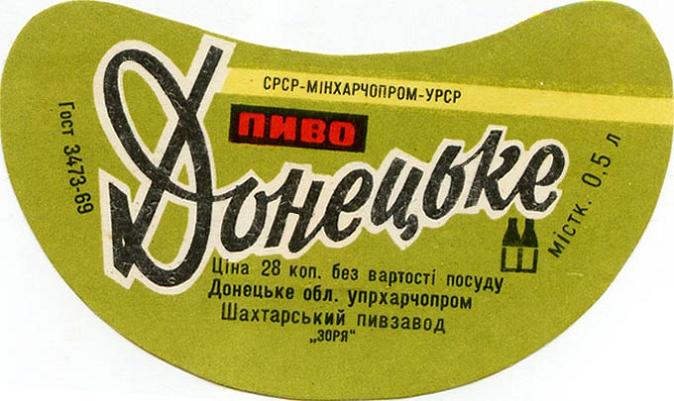 СРСР-МІНХАРЧОПРОМ-УРСР
ПИВО
Донецьке
Гост 3473-69
містк. 0,5 л
Ціна 28 коп. без вартості посуду
Донецьке обл. упрхарчопром
Шахтарський пивзавод
„ЗОРЯ“